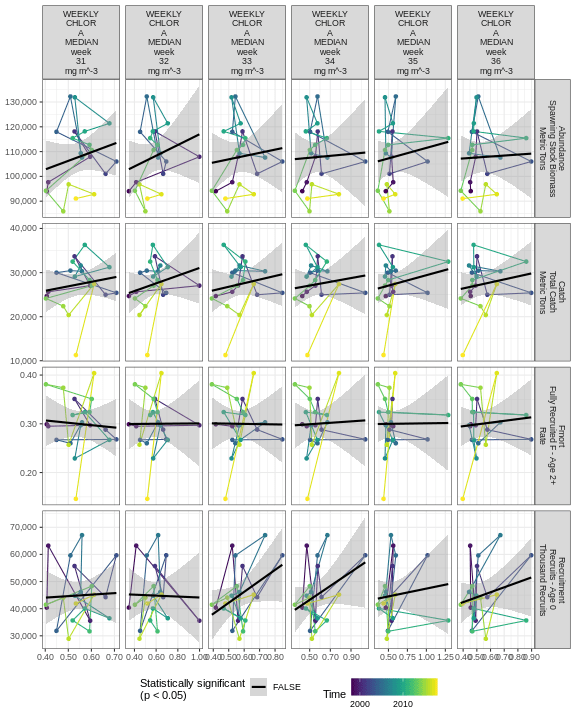 WEEKLY
CHLOR
A
MEDIAN
week
31
mg m^-3
WEEKLY
CHLOR
A
MEDIAN
week
32
mg m^-3
WEEKLY
CHLOR
A
MEDIAN
week
33
mg m^-3
WEEKLY
CHLOR
A
MEDIAN
week
34
mg m^-3
WEEKLY
CHLOR
A
MEDIAN
week
35
mg m^-3
WEEKLY
CHLOR
A
MEDIAN
week
36
mg m^-3
130,000
120,000
110,000
100,000
90,000
Abundance
Spawning Stock Biomass
Metric Tons
40,000
30,000
20,000
10,000
Catch
Total Catch
Metric Tons
0.40
0.30
0.20
Fmort
Fully Recruited F - Age 2+
Rate
70,000
60,000
50,000
40,000
30,000
Recruitment
Recruits - Age 0
Thousand Recruits
0.40 0.50 0.60 0.70
0.40 0.60 0.80 1.00
0.40 0.50 0.60 0.70 0.80
0.50 0.70 0.90
0.50 0.75 1.00 1.25
0.40 0.50 0.60 0.70 0.80 0.90
Statistically significant
(p < 0.05)
FALSE
Time
2000 2010